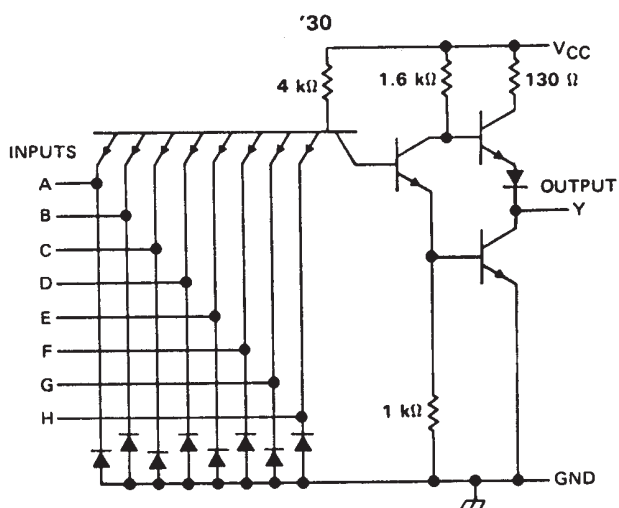 '30
VCC
4 kΩ
1.6 kΩ
130 Ω
INPUTS
A
OUTPUT
Y
B
C
D
E
F
G
H
1 kΩ
GND